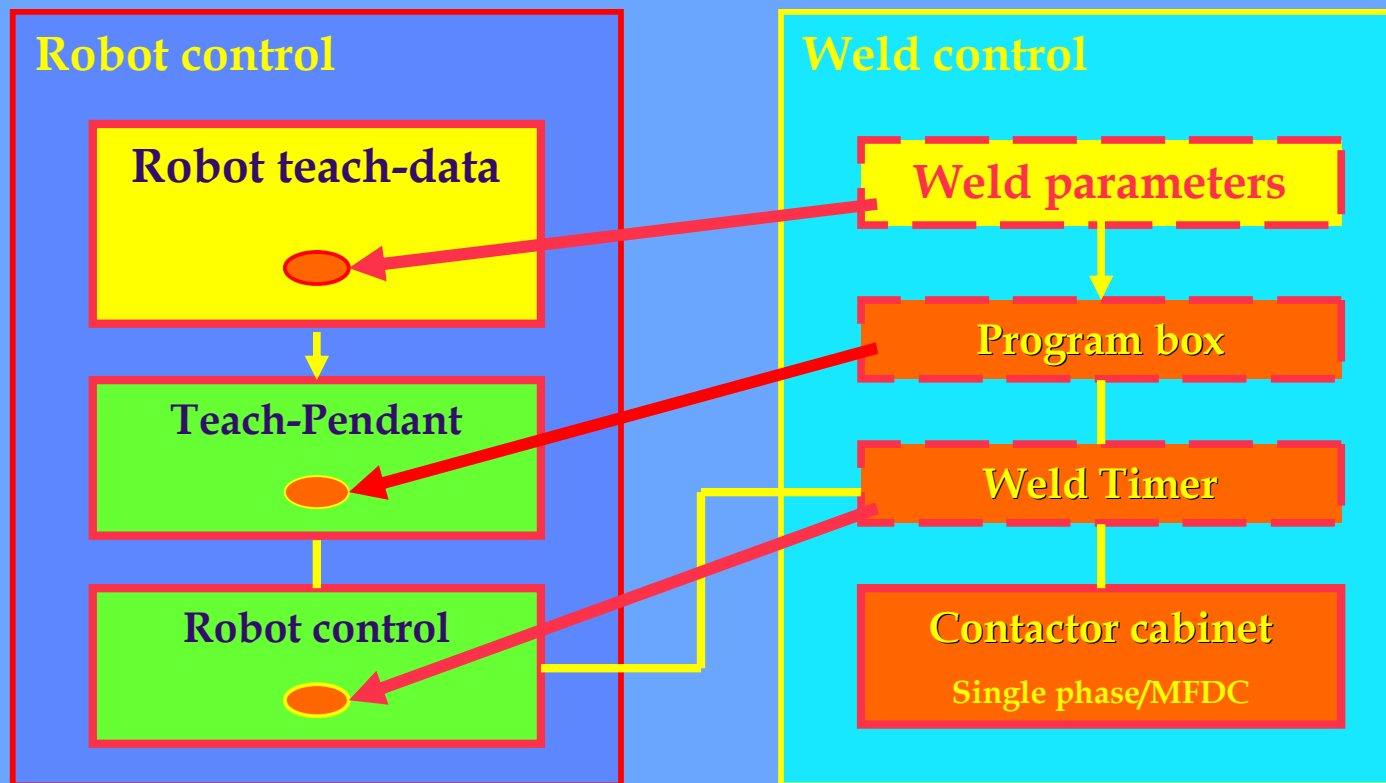 Robot control
Robot teach-data
Teach-Pendant
Robot control
Weld control
Weld parameters
Program box
Weld Timer
Contactor cabinet
Single phase/MFDC